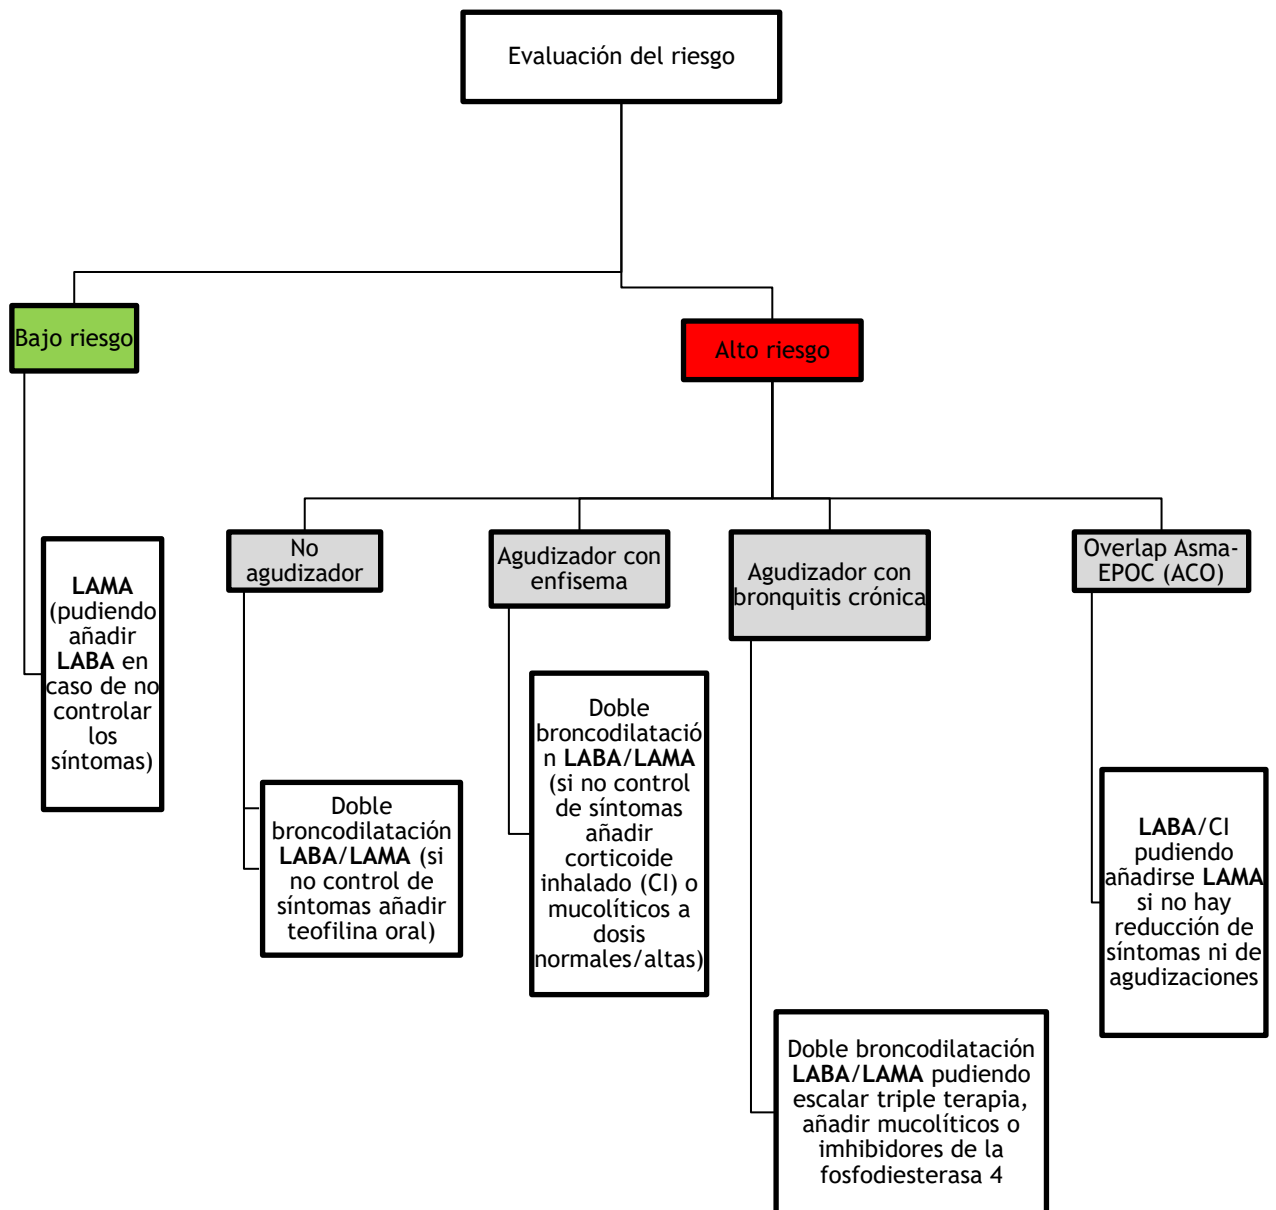 Evaluación del riesgo
Bajo riesgo
Alto riesgo
LAMA
(pudiendo
añadir
LABA en
caso de no
controlar
los
síntomas)
No
agudizador
Doble
broncodilatación
LABA/LAMA (si
no control de
síntomas añadir
teofilina oral)
Agudizador con
enfisema
Doble
broncodilatació
n LABA/LAMA
(si no control
de síntomas
añadir
corticoide
inhalado (CI) o
mucolíticos a
dosis
normales/altas)
Agudizador con
bronquitis crónica
Doble broncodilatación
LABA/LAMA pudiendo
escalar triple terapia,
añadir mucolíticos o
imhibidores de la
fosfodiesterasa 4
Overlap Asma-
EPOC (ACO)
LABA/CI
pudiendo
añadirse LAMA
si no hay
reducción de
síntomas ni de
agudizaciones